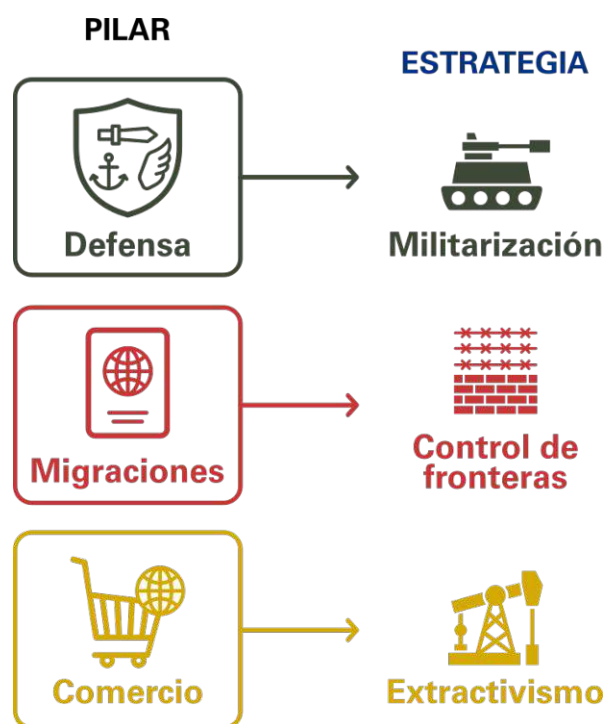 PILAR
ESTRATEGIA
Defensa
Militarización
Migraciones
Control de
fronteras
Comercio
Extractivismo